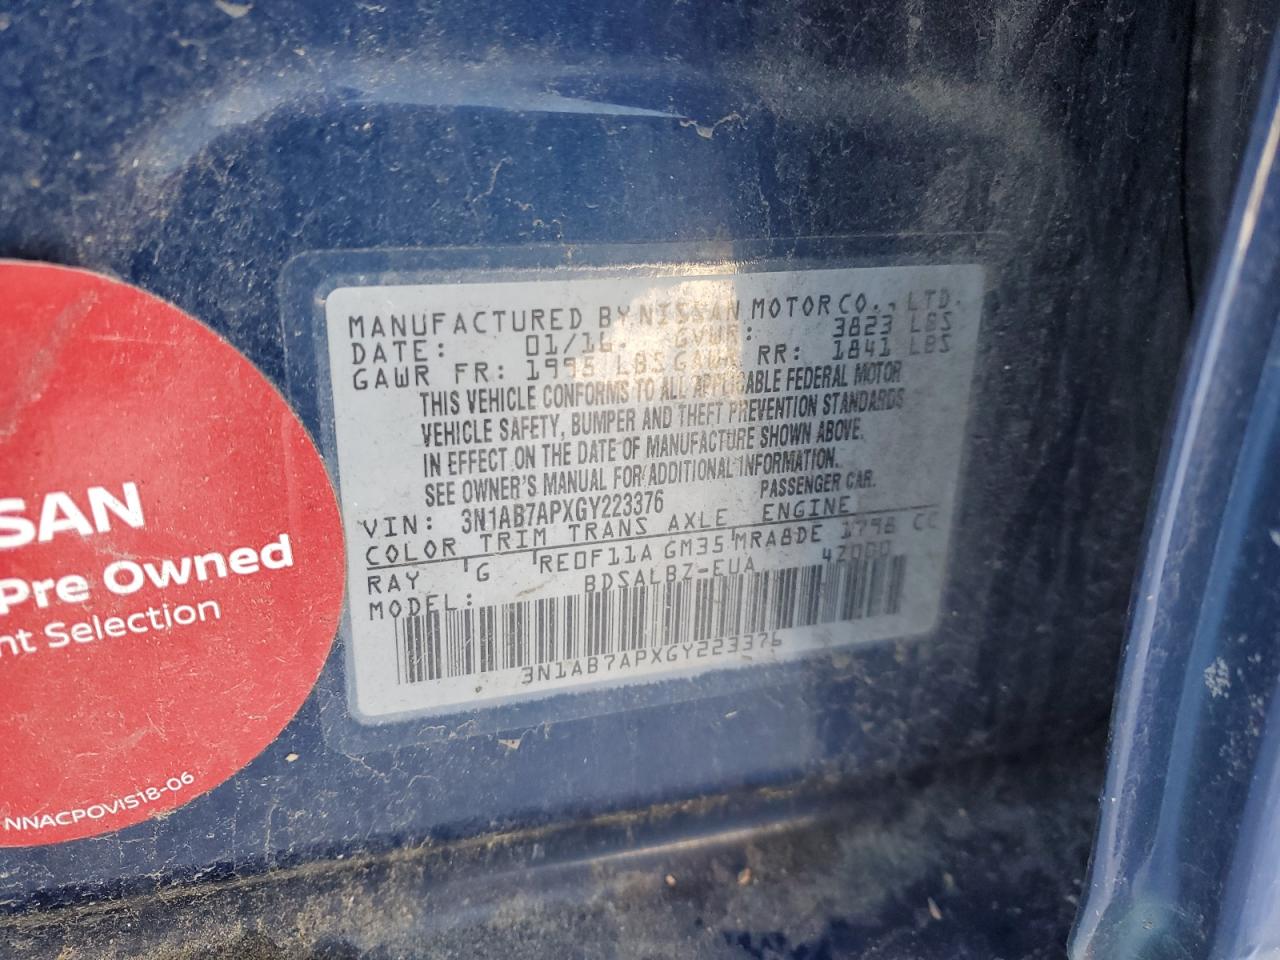 MANUFACTURED BY NISSAN MOTOR CO., LTD.
DATE: 01/16 GVWR: 3823 LBS
GAWR FR: 1995 LBS GAWR RR: 1841 LBS
THIS VEHICLE CONFORMS TO ALL APPLICABLE FEDERAL MOTOR
VEHICLE SAFETY, BUMPER AND THEFT PREVENTION STANDARDS
IN EFFECT ON THE DATE OF MANUFACTURE SHOWN ABOVE.
SEE OWNER'S MANUAL FOR ADDITIONAL INFORMATION.
VIN: 3N1AB7APXGY223376 PASSENGER CAR.
COLOR TRIM TRANS AXLE ENGINE
RAY G RE0F11A GM35 MRA8DE 1798 CC
MODEL: BDSALBZ-EUA 4Z000
3N1AB7APXGY223376
SSAN
Pre Owned
nt Selection
NNACPOVIS18-06